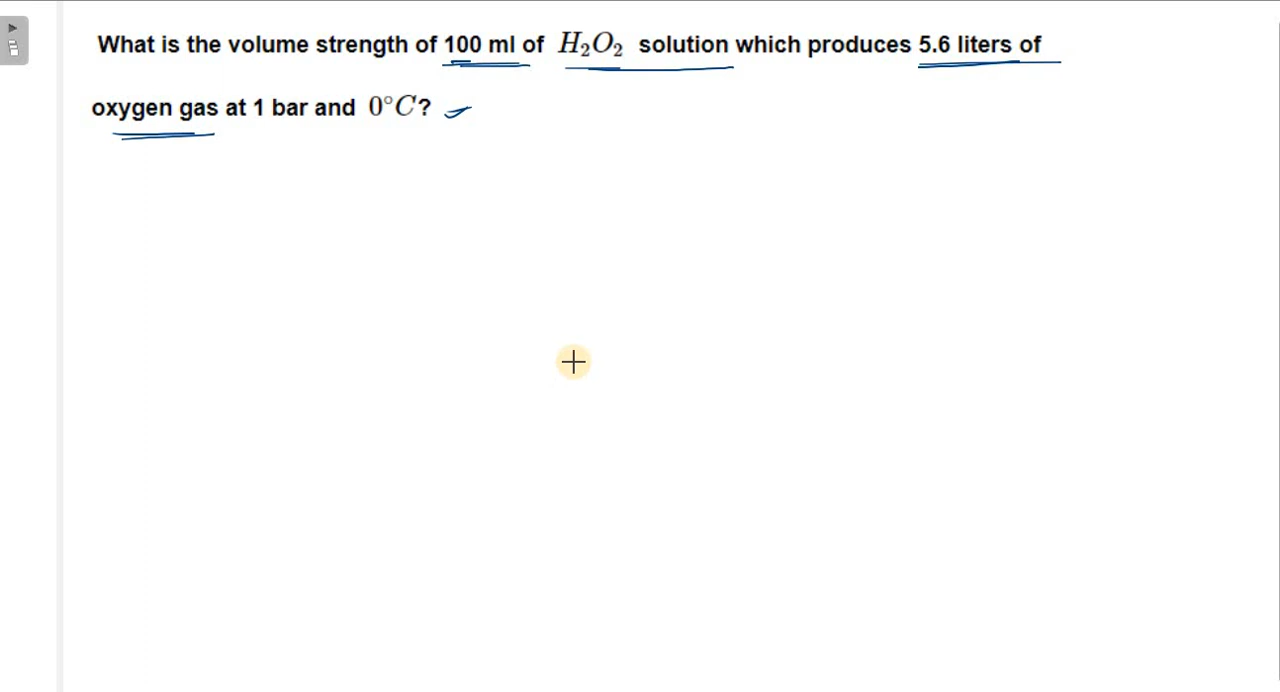 What is the volume strength of 100 ml of H₂O₂ solution which produces 5.6 liters of
oxygen gas at 1 bar and 0°C?